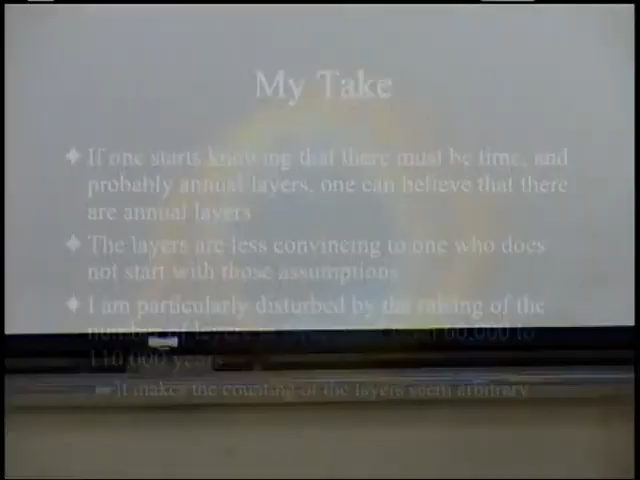 My Take
If one starts knowing that there must be time, and
probably annual layers, one can believe that there
are annual layers
The layers are less convincing to one who does
not start with those assumptions
I am particularly disturbed by the raising of the
number of layers 60,000 to
110,000 years
It makes the counting of the layers seem arbitrary